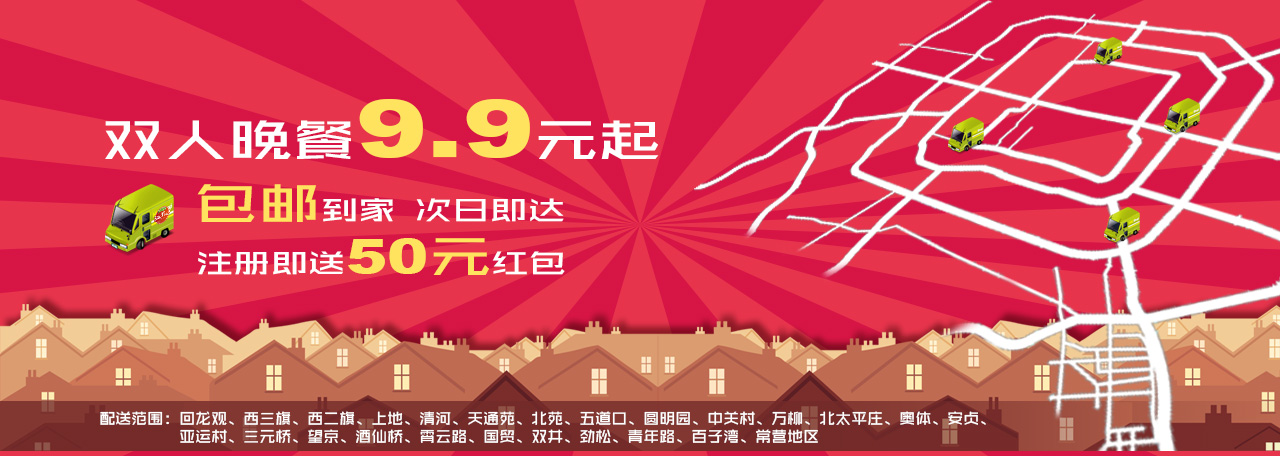 双人晚餐9.9元起
包邮到家 次日即达
注册即送50元红包
配送范围：回龙观、西三旗、西二旗、上地、清河、天通苑、北苑、五道口、圆明园、中关村、万柳、北太平庄、奥体、安贞、
亚运村、三元桥、望京、酒仙桥、霄云路、国贸、双井、劲松、青年路、百子湾、常营地区